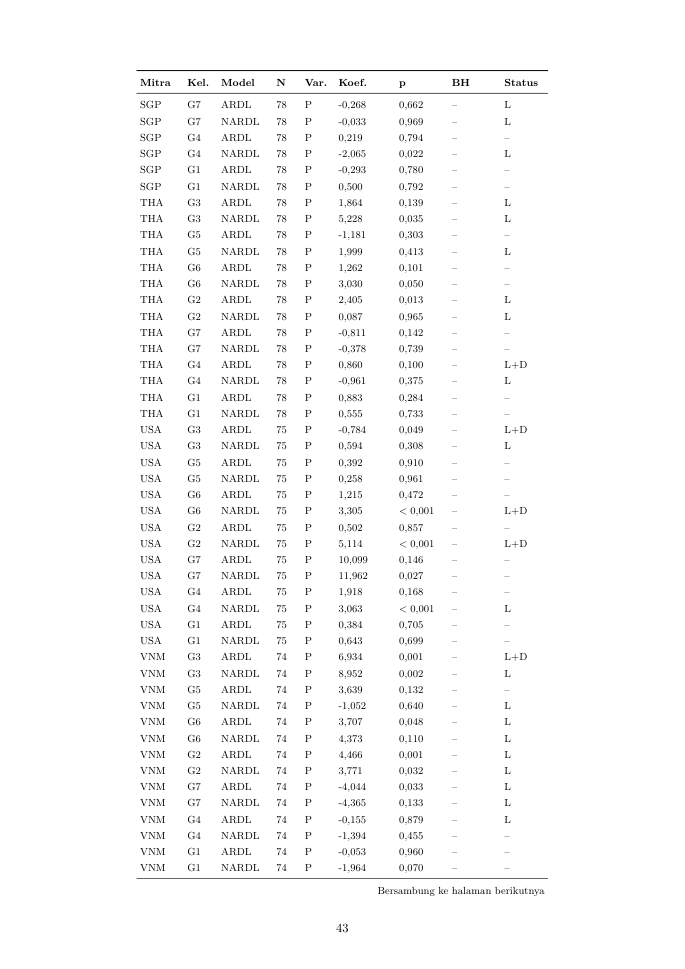 Mitra Kel. Model N Var. Koef. p BH Status
SGP G7 ARDL 78 P -0,268 0,662 – L
SGP G7 NARDL 78 P -0,033 0,969 – L
SGP G4 ARDL 78 P 0,219 0,794 – –
SGP G4 NARDL 78 P -2,065 0,022 – L
SGP G1 ARDL 78 P -0,293 0,780 – –
SGP G1 NARDL 78 P 0,500 0,792 – –
THA G3 ARDL 78 P 1,864 0,139 – L
THA G3 NARDL 78 P 5,228 0,035 – L
THA G5 ARDL 78 P -1,181 0,303 – –
THA G5 NARDL 78 P 1,999 0,413 – L
THA G6 ARDL 78 P 1,262 0,101 – –
THA G6 NARDL 78 P 3,030 0,050 – –
THA G2 ARDL 78 P 2,405 0,013 – L
THA G2 NARDL 78 P 0,087 0,965 – L
THA G7 ARDL 78 P -0,811 0,142 – –
THA G7 NARDL 78 P -0,378 0,739 – –
THA G4 ARDL 78 P 0,860 0,100 – L+D
THA G4 NARDL 78 P -0,961 0,375 – L
THA G1 ARDL 78 P 0,883 0,284 – –
THA G1 NARDL 78 P 0,555 0,733 – –
USA G3 ARDL 75 P -0,784 0,049 – L+D
USA G3 NARDL 75 P 0,594 0,308 – L
USA G5 ARDL 75 P 0,392 0,910 – –
USA G5 NARDL 75 P 0,258 0,961 – –
USA G6 ARDL 75 P 1,215 0,472 – –
USA G6 NARDL 75 P 3,305 < 0,001 – L+D
USA G2 ARDL 75 P 0,502 0,857 – –
USA G2 NARDL 75 P 5,114 < 0,001 – L+D
USA G7 ARDL 75 P 10,099 0,146 – –
USA G7 NARDL 75 P 11,962 0,027 – –
USA G4 ARDL 75 P 1,918 0,168 – –
USA G4 NARDL 75 P 3,063 < 0,001 – L
USA G1 ARDL 75 P 0,384 0,705 – –
USA G1 NARDL 75 P 0,643 0,699 – –
VNM G3 ARDL 74 P 6,934 0,001 – L+D
VNM G3 NARDL 74 P 8,952 0,002 – L
VNM G5 ARDL 74 P 3,639 0,132 – –
VNM G5 NARDL 74 P -1,052 0,640 – L
VNM G6 ARDL 74 P 3,707 0,048 – L
VNM G6 NARDL 74 P 4,373 0,110 – L
VNM G2 ARDL 74 P 4,466 0,001 – L
VNM G2 NARDL 74 P 3,771 0,032 – L
VNM G7 ARDL 74 P -4,044 0,033 – L
VNM G7 NARDL 74 P -4,365 0,133 – L
VNM G4 ARDL 74 P -0,155 0,879 – L
VNM G4 NARDL 74 P -1,394 0,455 – –
VNM G1 ARDL 74 P -0,053 0,960 – –
VNM G1 NARDL 74 P -1,964 0,070 – –
Bersambung ke halaman berikutnya
43